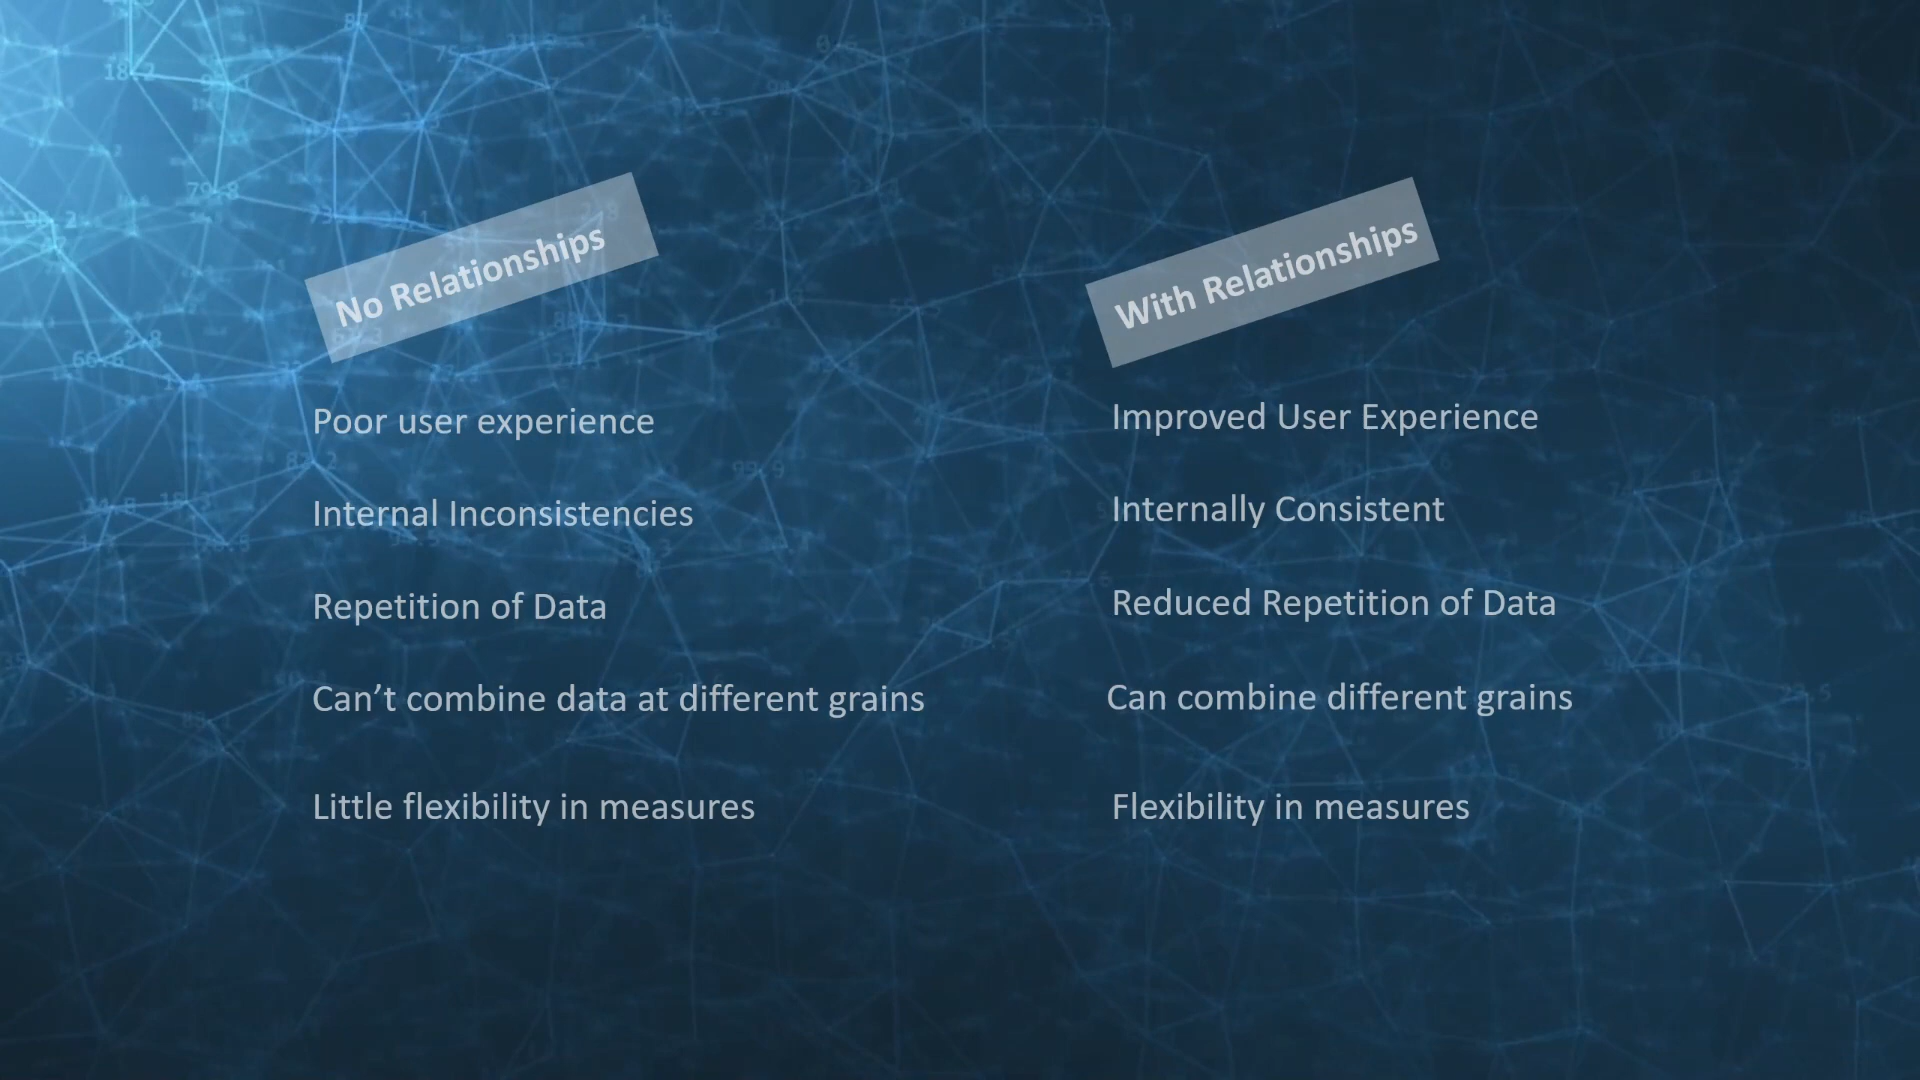 No Relationships
Poor user experience
Internal Inconsistencies
Repetition of Data
Can’t combine data at different grains
Little flexibility in measures
With Relationships
Improved User Experience
Internally Consistent
Reduced Repetition of Data
Can combine different grains
Flexibility in measures